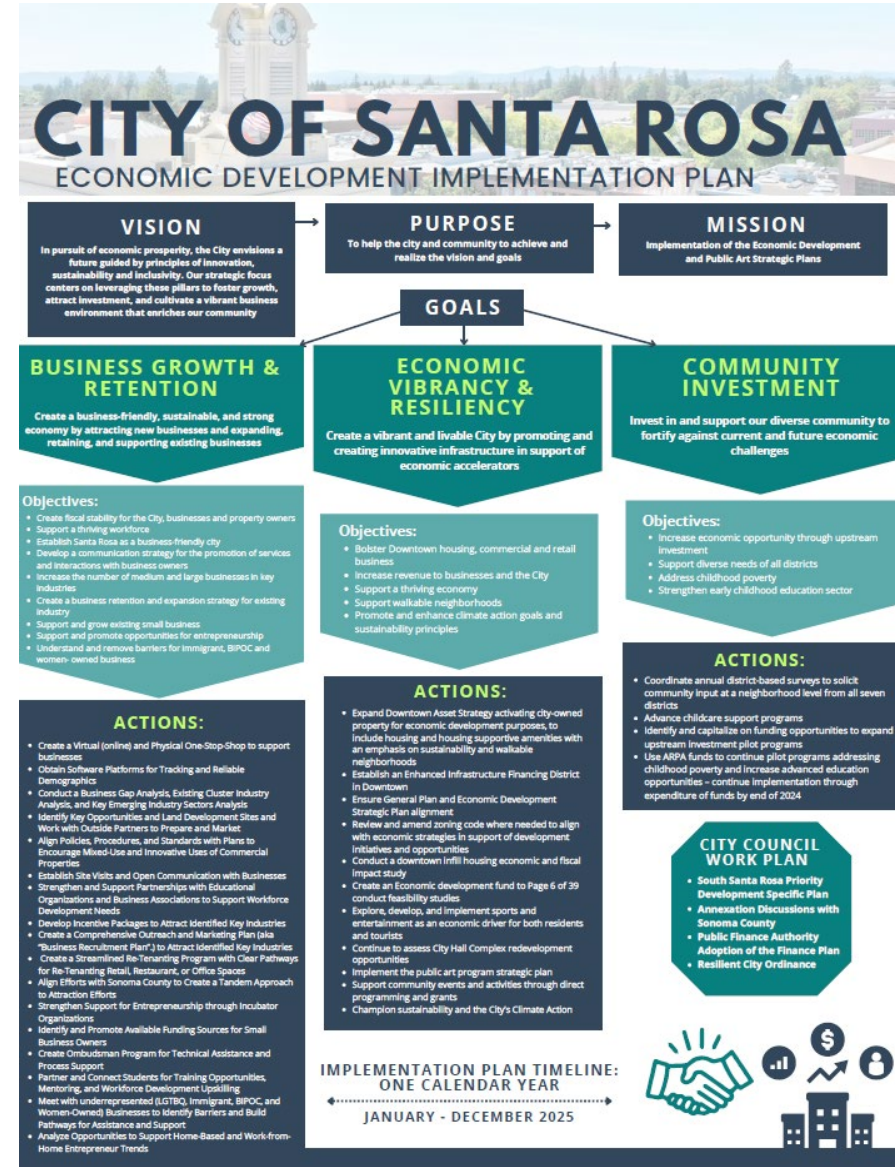 CITY OF SANTA ROSA
ECONOMIC DEVELOPMENT IMPLEMENTATION PLAN
VISION
In pursuit of economic prosperity, the City envisions a
future guided by principles of innovation,
sustainability and inclusivity. Our strategic focus
centers on leveraging these pillars to foster growth,
attract investment, and cultivate a vibrant business
environment that enriches our community
PURPOSE
To help the city and community to achieve and
realize the vision and goals
MISSION
Implementation of the Economic Development
and Public Art Strategic Plans
GOALS
BUSINESS GROWTH &
RETENTION
Create a business-friendly, sustainable, and strong
economy by attracting new businesses and expanding,
retaining, and supporting existing businesses
Objectives:
• Create fiscal stability for the City, businesses and property owners
• Support a thriving workforce
• Establish Santa Rosa as a business-friendly city
• Develop a communication strategy for the promotion of services
and interactions with business owners
• Increase the number of medium and large businesses in key
industries
• Create a business retention and expansion strategy for existing
industry
• Support and grow existing small business
• Support and promote opportunities for entrepreneurship
• Understand and remove barriers for immigrant, BIPOC and
women- owned business
ACTIONS:
• Create a Virtual (online) and Physical One-Stop-Shop to support
businesses
• Obtain Software Platforms for Tracking and Reliable
Demographics
• Conduct a Business Gap Analysis, Existing Cluster Industry
Analysis, and Key Emerging Industry Sectors Analysis
• Identify Key Opportunities and Land Development Sites and
Work with Outside Partners to Prepare and Market
• Align Policies, Procedures, and Standards with Plans to
Encourage Mixed-Use and Innovative Uses of Commercial
Properties
• Establish Site Visits and Open Communication with Businesses
• Strengthen and Support Partnerships with Educational
Organizations and Business Associations to Support Workforce
Development Needs
• Develop Incentive Packages to Attract Identified Key Industries
• Create a Comprehensive Outreach and Marketing Plan (aka
"Business Recruitment Plan".) to Attract Identified Key Industries
• Create a Streamlined Re-Tenanting Program with Clear Pathways
for Re-Tenanting Retail, Restaurant, or Office Spaces
• Align Efforts with Sonoma County to Create a Tandem Approach
to Attraction Efforts
• Strengthen Support for Entrepreneurship through Incubator
Organizations
• Identify and Promote Available Funding Sources for Small
Business Owners
• Create Ombudsman Program for Technical Assistance and
Process Support
• Partner and Connect Students for Training Opportunities,
Mentoring, and Workforce Development Upskilling
• Meet with underrepresented (LGTBQ, Immigrant, BIPOC, and
Women-Owned) Businesses to Identify Barriers and Build
Pathways for Assistance and Support
• Analyze Opportunities to Support Home-Based and Work-from-
Home Entrepreneur Trends
ECONOMIC
VIBRANCY &
RESILIENCY
Create a vibrant and livable City by promoting and
creating innovative infrastructure in support of
economic accelerators
Objectives:
• Bolster Downtown housing, commercial and retail
business
• Increase revenue to businesses and the City
• Support a thriving economy
• Support walkable neighborhoods
• Promote and enhance climate action goals and
sustainability principles
ACTIONS:
• Expand Downtown Asset Strategy activating city-owned
property for economic development purposes, to
include housing and housing supportive amenities with
an emphasis on sustainability and walkable
neighborhoods
• Establish an Enhanced Infrastructure Financing District
in Downtown
• Ensure General Plan and Economic Development
Strategic Plan alignment
• Review and amend zoning code where needed to align
with economic strategies in support of development
initiatives and opportunities
• Conduct a downtown infill housing economic and fiscal
impact study
• Create an Economic development fund to Page 6 of 39
conduct feasibility studies
• Explore, develop, and implement sports and
entertainment as an economic driver for both residents
and tourists
• Continue to assess City Hall Complex redevelopment
opportunities
• Implement the public art program strategic plan
• Support community events and activities through direct
programming and grants
• Champion sustainability and the City's Climate Action
IMPLEMENTATION PLAN TIMELINE:
ONE CALENDAR YEAR
JANUARY - DECEMBER 2025
COMMUNITY
INVESTMENT
Invest in and support our diverse community to
fortify against current and future economic
challenges
Objectives:
• Increase economic opportunity through upstream
investment
• Support diverse needs of all districts
• Address childhood poverty
• Strengthen early childhood education sector
ACTIONS:
• Coordinate annual district-based surveys to solicit
community input at a neighborhood level from all seven
districts
• Advance childcare support programs
• Identify and capitalize on funding opportunities to expand
upstream investment pilot programs
• Use ARPA funds to continue pilot programs addressing
childhood poverty and increase advanced education
opportunities – continue implementation through
expenditure of funds by end of 2024
CITY COUNCIL
WORK PLAN
• South Santa Rosa Priority
Development Specific Plan
• Annexation Discussions with
Sonoma County
• Public Finance Authority
Adoption of the Finance Plan
• Resilient City Ordinance
$